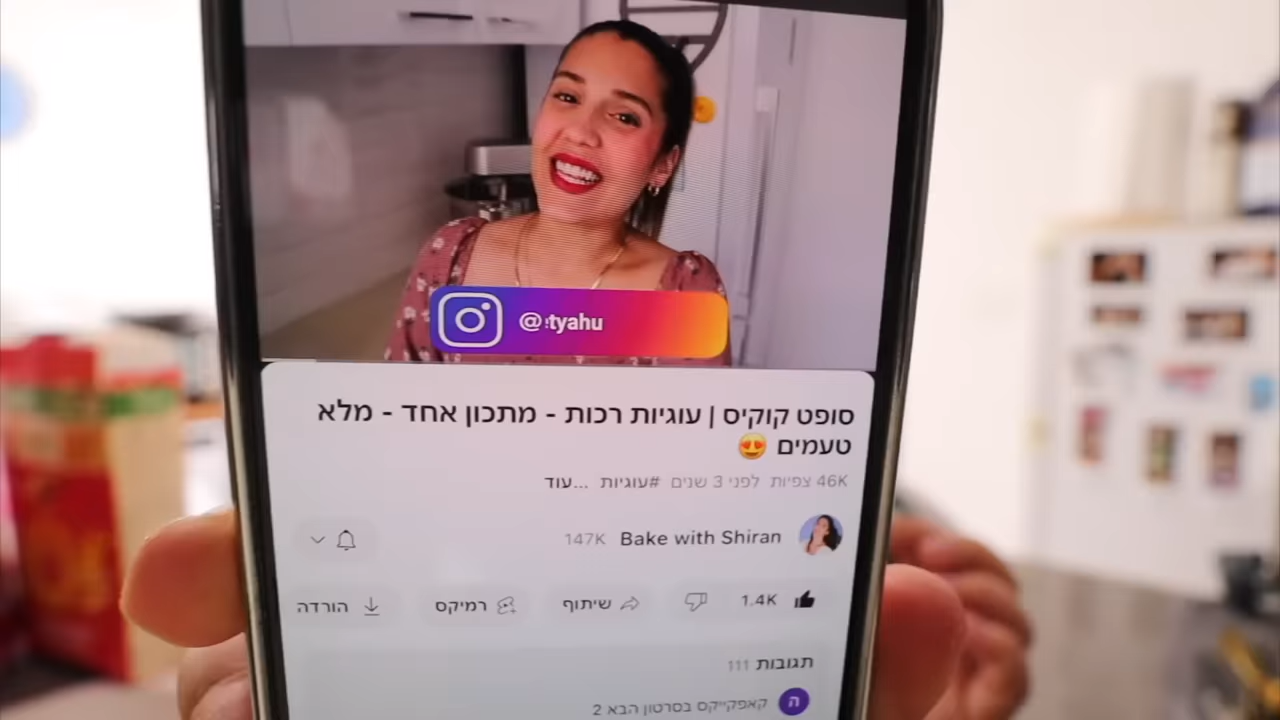 @tyahu
סופט קוקיס | עוגיות רכות - מתכון אחד - מלא
טעמים 😍
46K צפיות לפני 3 שנים #עוגיות ...עוד
Bake with Shiran 147K
1.4K
שיתוף
רמיקס
הורדה
תגובות 111
ה
קאפקייקס בסרטון הבא 2